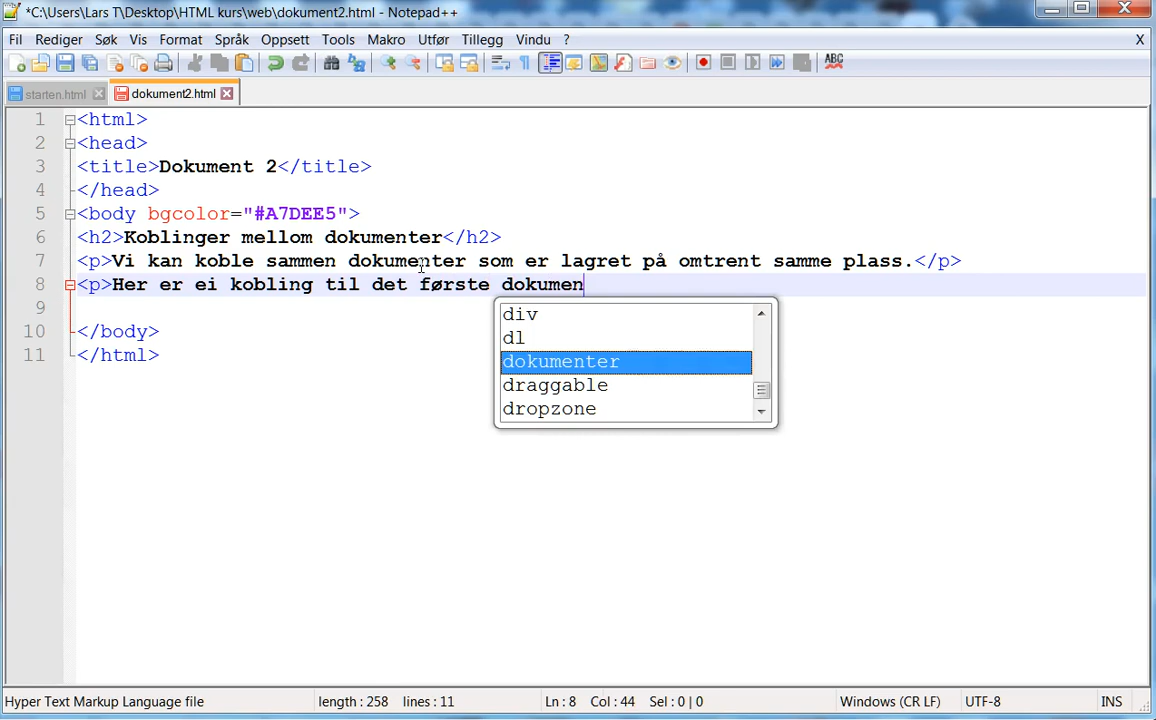 *C:\Users\Lars T\Desktop\HTML kurs\web\dokument2.html - Notepad++
Fil Rediger Søk Vis Format Språk Oppsett Tools Makro Utfør Tillegg Vindu ? X
ABC
starten.html dokument2.html
1 <html>
2 <head>
3 <title>Dokument 2</title>
4 </head>
5 <body bgcolor="#A7DEE5">
6 <h2>Koblinger mellom dokumenter</h2>
7 <p>Vi kan koble sammen dokumenter som er lagret på omtrent samme plass.</p>
8 <p>Her er ei kobling til det første dokumen
9
10 </body>
11 </html>
div
dl
dokumenter
draggable
dropzone
Hyper Text Markup Language file length : 258 lines : 11 Ln : 8 Col : 44 Sel : 0 | 0 Windows (CR LF) UTF-8 INS